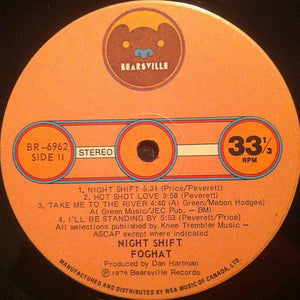 BEARSVILLE
BR-6962
SIDE II
STEREO
33 1/3
RPM
1. NIGHT SHIFT 5:31 (Price/Peverett)
2. HOT SHOT LOVE 3:58 (Price/Peverett)
3. TAKE ME TO THE RIVER 4:40 (Al Green/Mabon Hodges)
Al Green Music/JEC Pub. - BMI
4. I'LL BE STANDING BY 5:53 (Peverett/Price)
All selections published by Knee Trembler Music -
ASCAP except where indicated
NIGHT SHIFT
FOGHAT
Produced by Dan Hartman
℗ 1976 Bearsville Records
MANUFACTURED AND DISTRIBUTED BY WEA MUSIC OF CANADA, LTD.